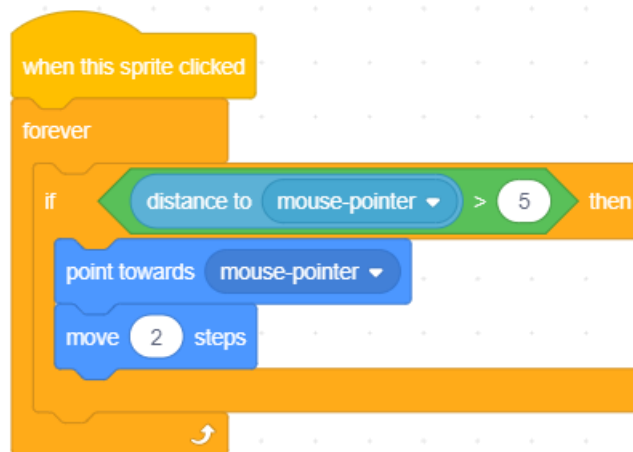 when this sprite clicked
forever
if distance to mouse-pointer > 5 then
point towards mouse-pointer
move 2 steps